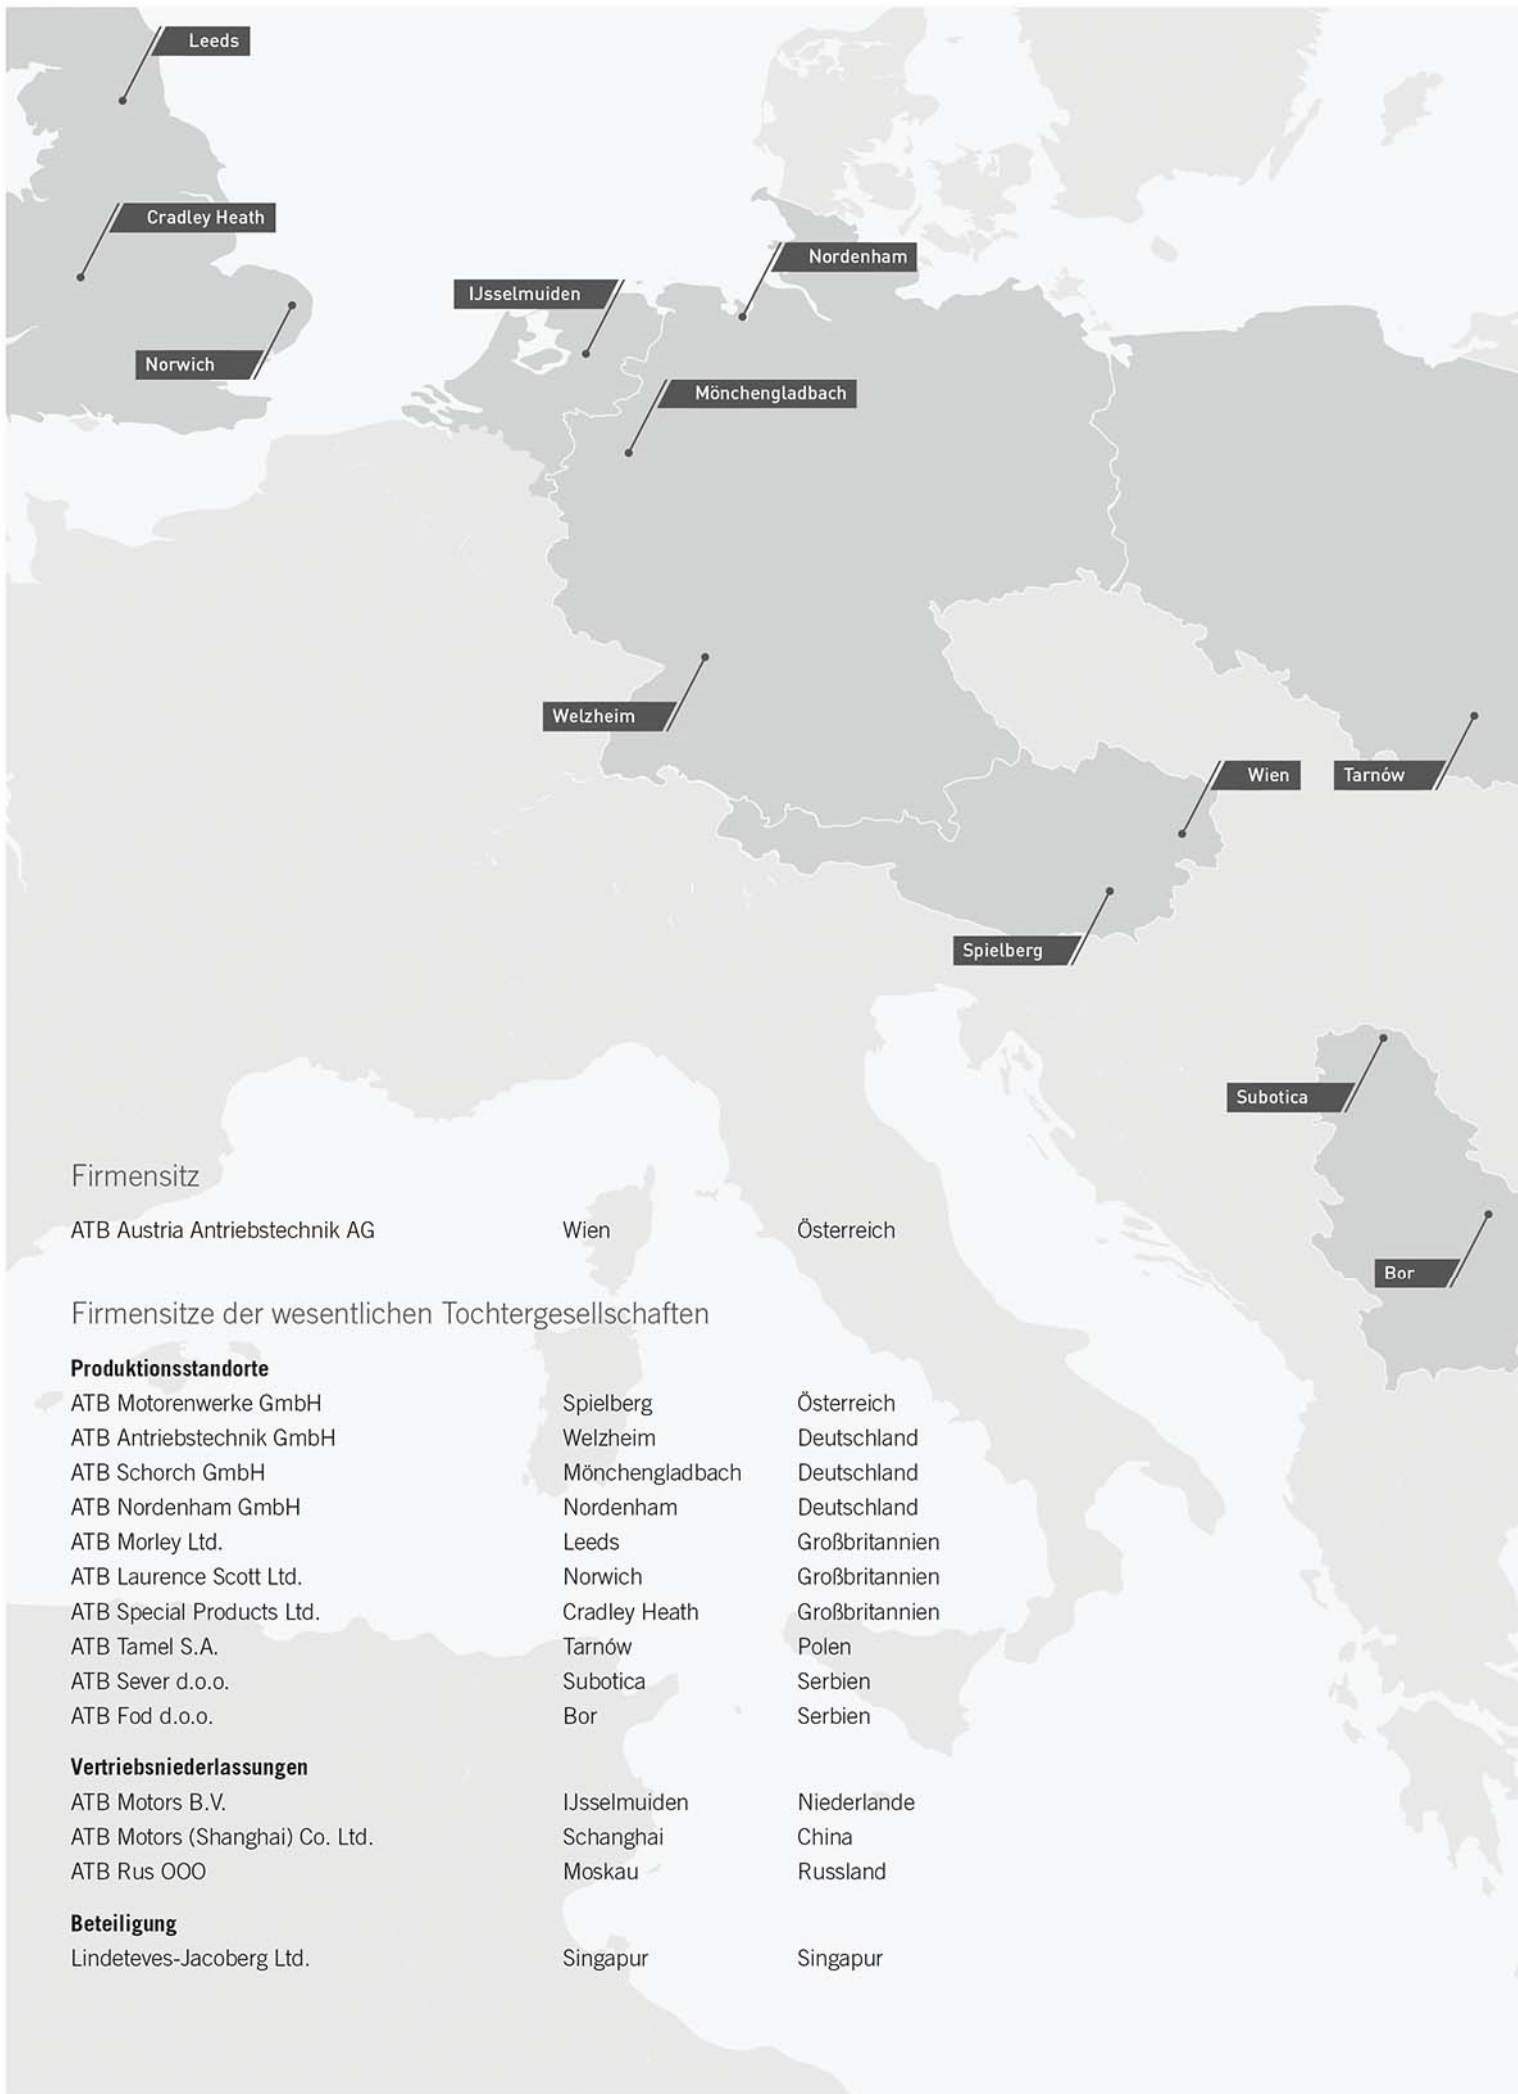 Leeds
Cradley Heath
Nordenham
IJsselmuiden
Norwich
Mönchengladbach
Welzheim
Wien
Tarnów
Spielberg
Subotica
Bor
Firmensitz
ATB Austria Antriebstechnik AG Wien Österreich
Firmensitze der wesentlichen Tochtergesellschaften
Produktionsstandorte
ATB Motorenwerke GmbH Spielberg Österreich
ATB Antriebstechnik GmbH Welzheim Deutschland
ATB Schorch GmbH Mönchengladbach Deutschland
ATB Nordenham GmbH Nordenham Deutschland
ATB Morley Ltd. Leeds Großbritannien
ATB Laurence Scott Ltd. Norwich Großbritannien
ATB Special Products Ltd. Cradley Heath Großbritannien
ATB Tamel S.A. Tarnów Polen
ATB Sever d.o.o. Subotica Serbien
ATB Fod d.o.o. Bor Serbien
Vertriebsniederlassungen
ATB Motors B.V. IJsselmuiden Niederlande
ATB Motors (Shanghai) Co. Ltd. Schanghai China
ATB Rus OOO Moskau Russland
Beteiligung
Lindeteves-Jacoberg Ltd. Singapur Singapur